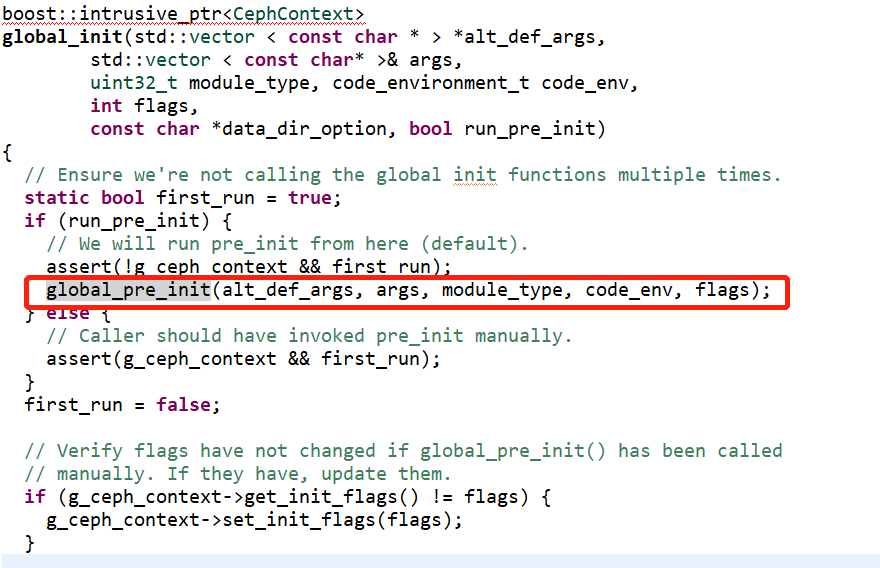 boost::intrusive_ptr<CephContext>
global_init(std::vector < const char * > *alt_def_args,
std::vector < const char* >& args,
uint32_t module_type, code_environment_t code_env,
int flags,
const char *data_dir_option, bool run_pre_init)
{
// Ensure we're not calling the global init functions multiple times.
static bool first_run = true;
if (run_pre_init) {
// We will run pre_init from here (default).
assert(!g_ceph_context && first_run);
global_pre_init(alt_def_args, args, module_type, code_env, flags);
} else {
// Caller should have invoked pre_init manually.
assert(g_ceph_context && first_run);
}
first_run = false;
// Verify flags have not changed if global_pre_init() has been called
// manually. If they have, update them.
if (g_ceph_context->get_init_flags() != flags) {
g_ceph_context->set_init_flags(flags);
}